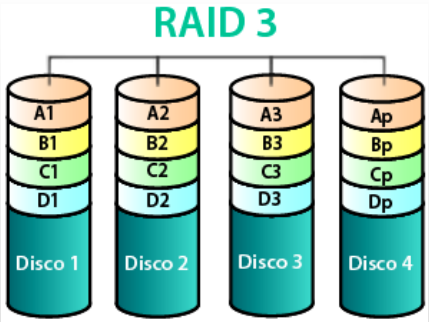 RAID 3
A1 A2 A3 Ap
B1 B2 B3 Bp
C1 C2 C3 Cp
D1 D2 D3 Dp
Disco 1 Disco 2 Disco 3 Disco 4